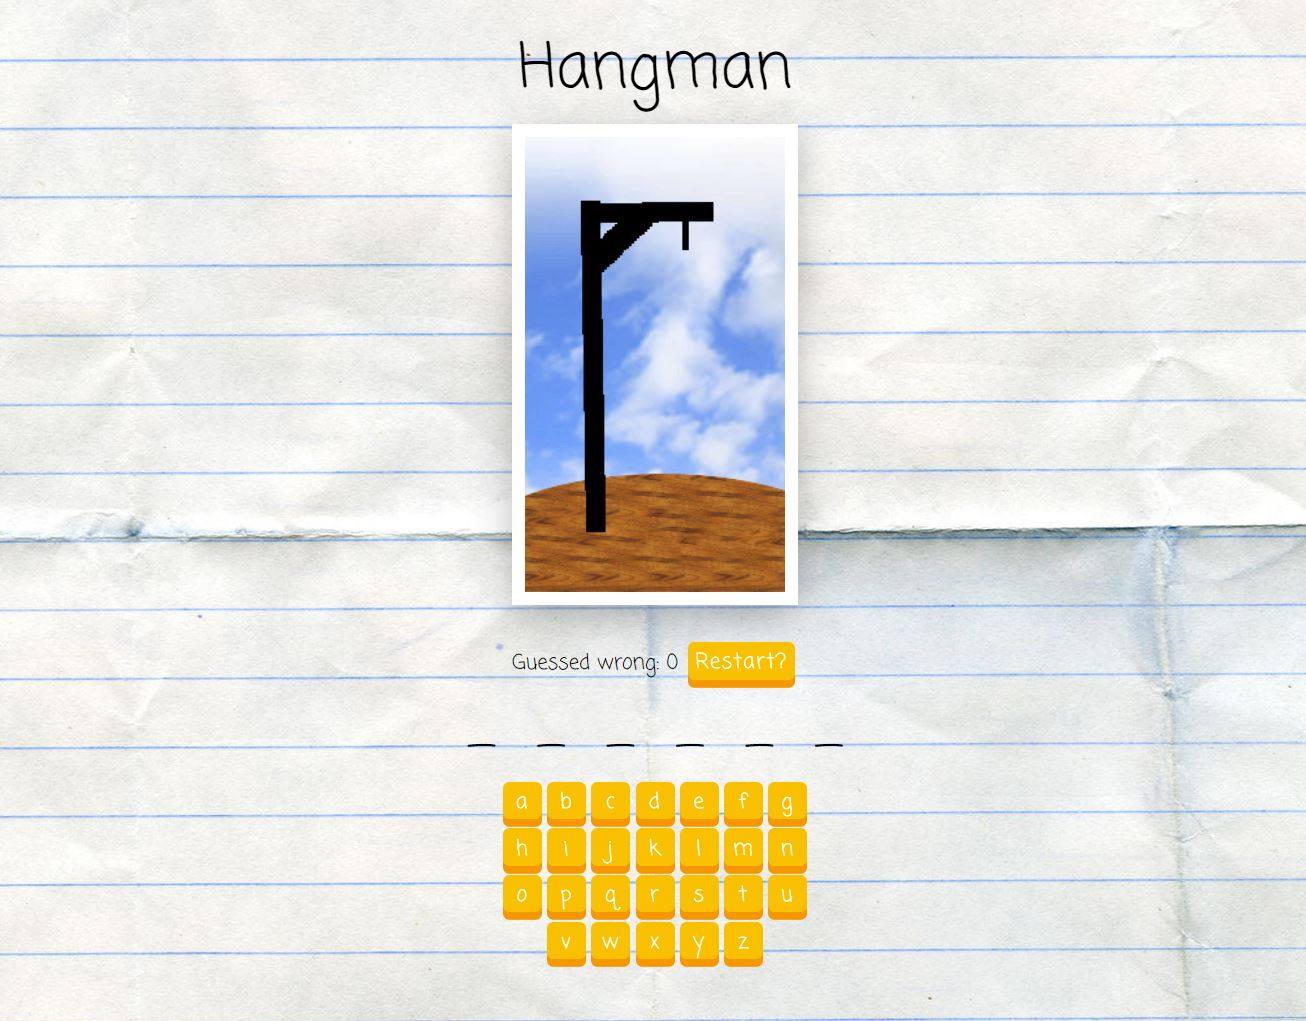 Hangman
Guessed wrong: 0 Restart?
_ _ _ _ _ _
a b c d e f g
h i j k l m n
o p q r s t u
v w x y z